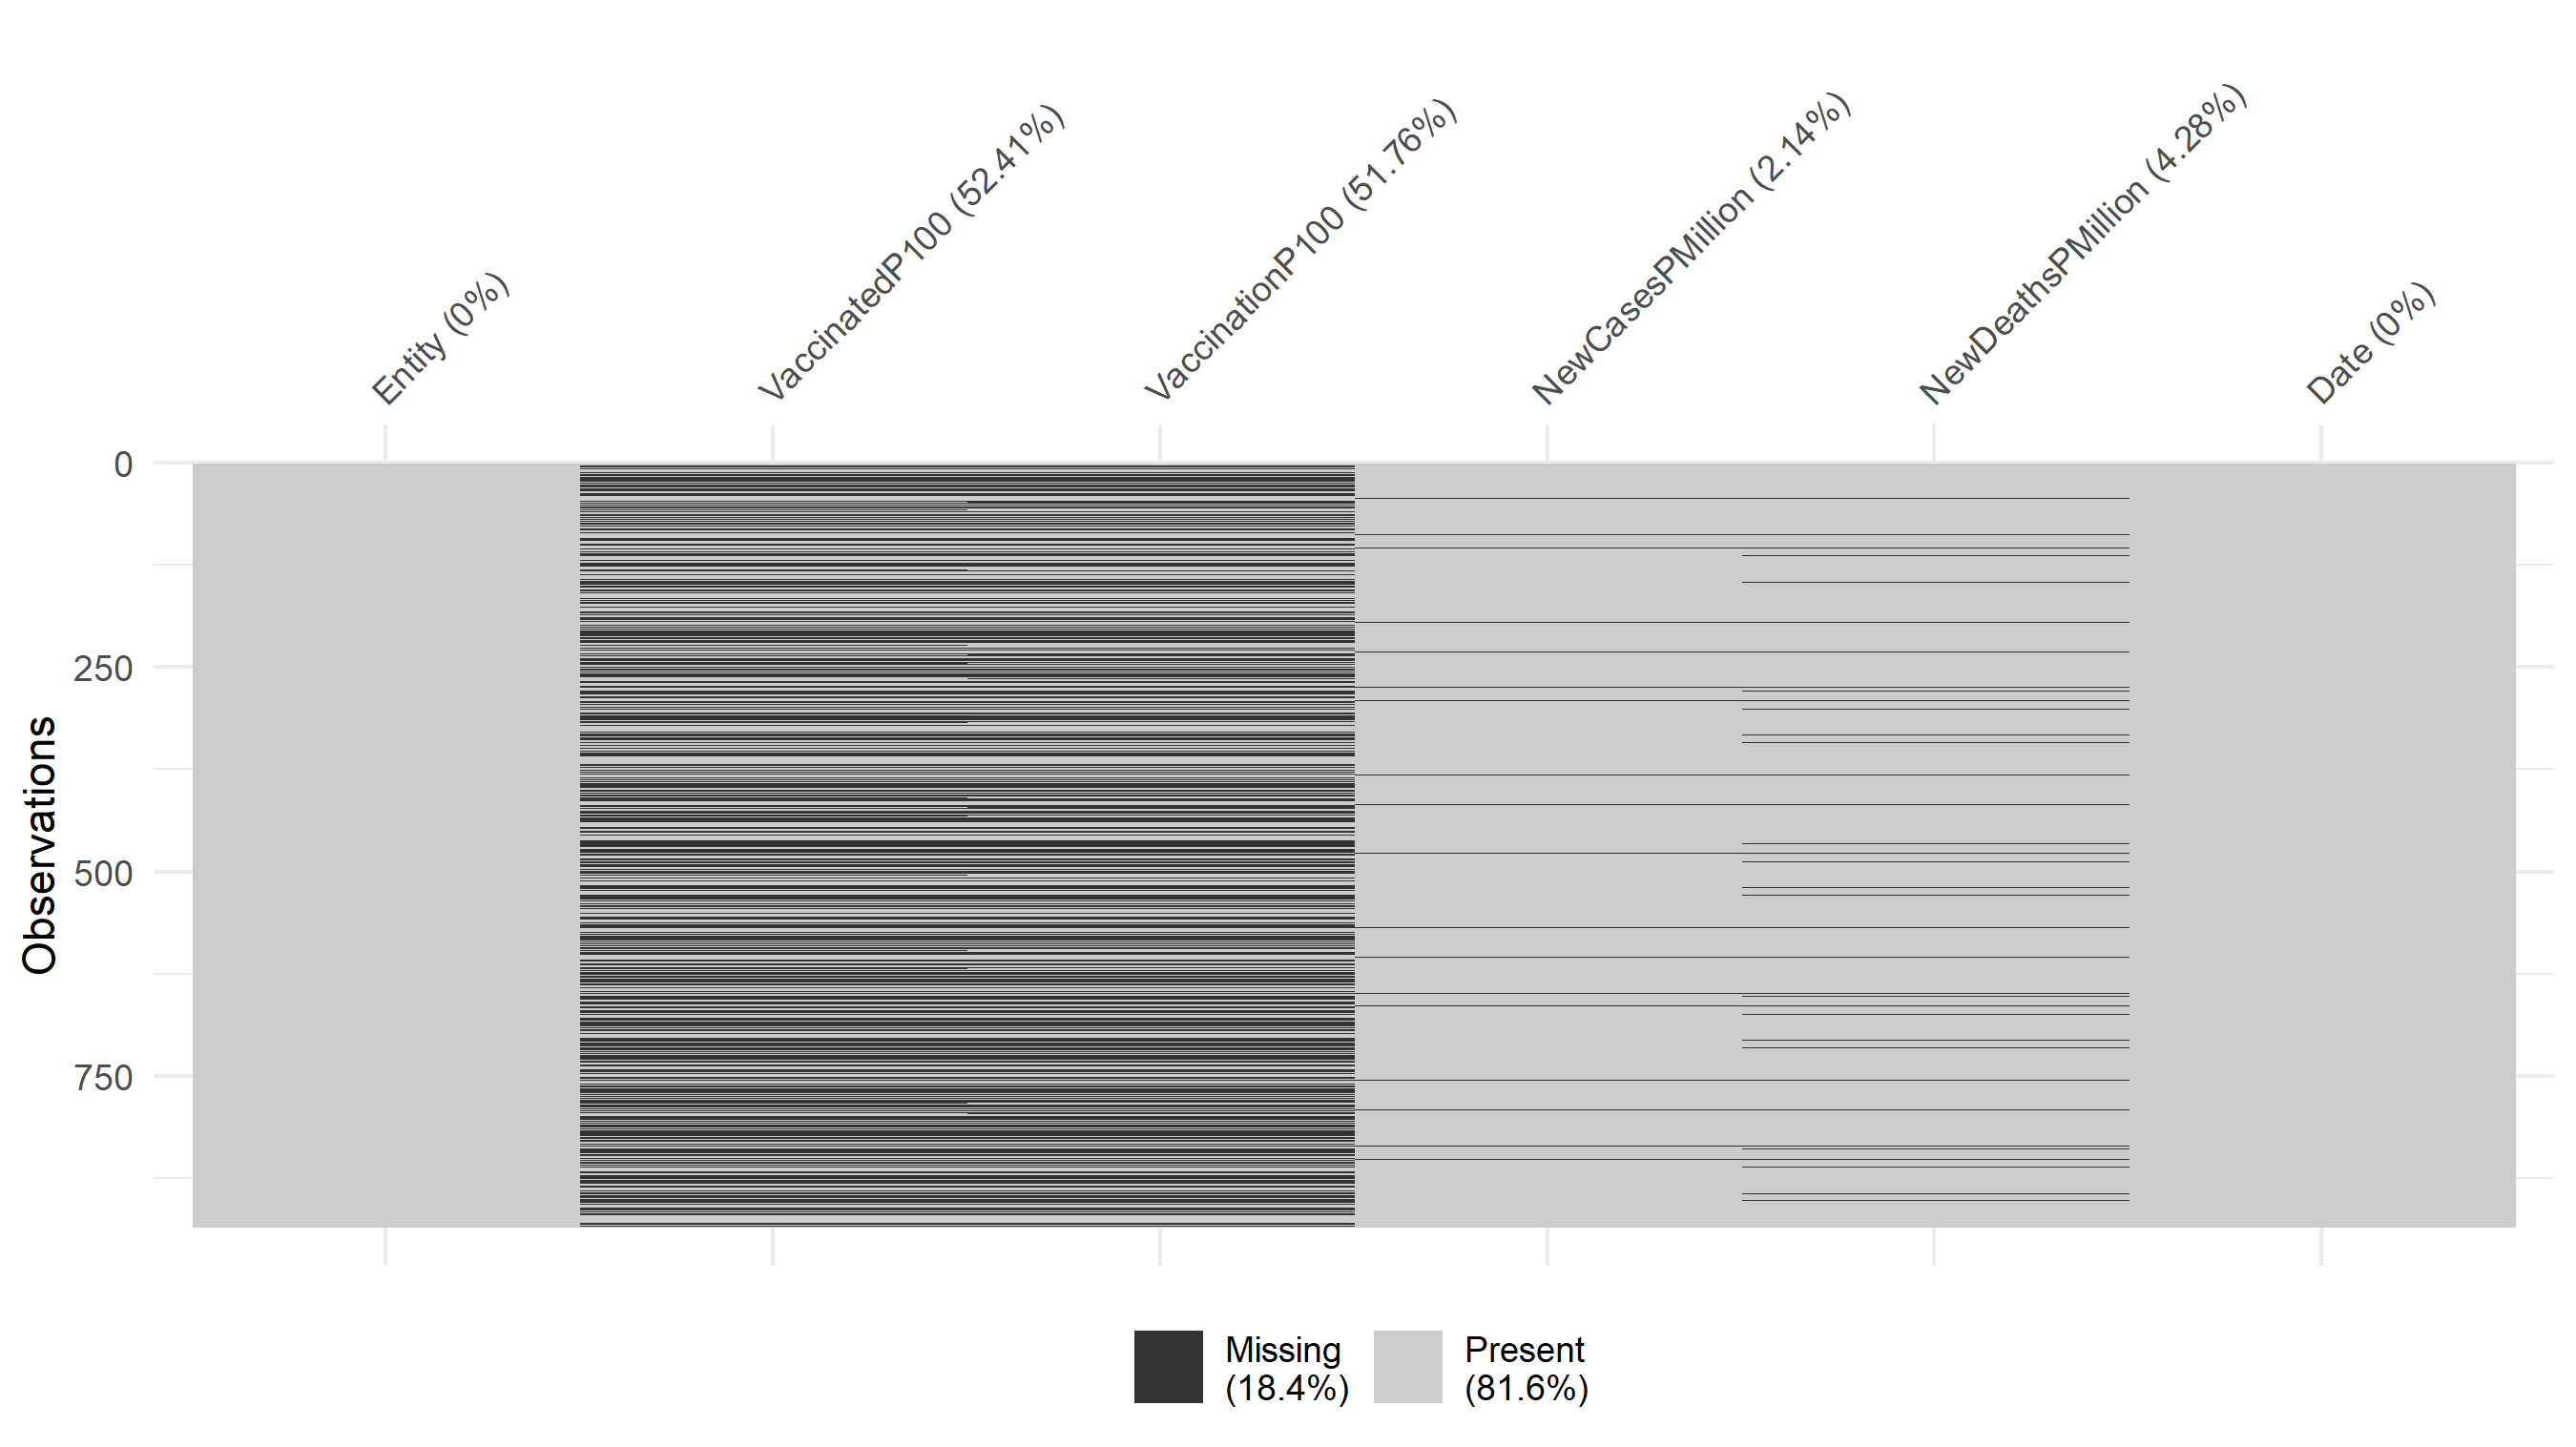 Entity (0%)
VaccinatedP100 (52.41%)
VaccinationP100 (51.76%)
NewCasesPMillion (2.14%)
NewDeathsPMillion (4.28%)
Date (0%)
Observations
0
250
500
750
Missing
(18.4%)
Present
(81.6%)